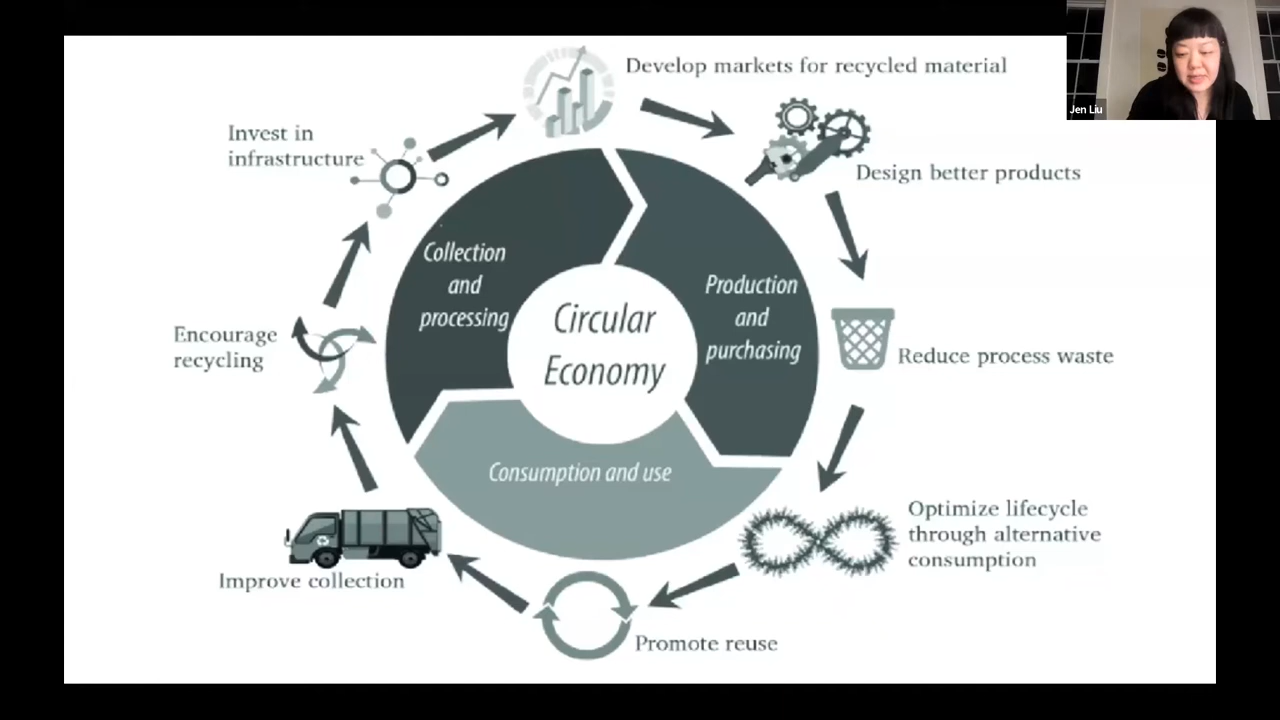 Develop markets for recycled material
Jen Liu
Invest in
infrastructure
Design better products
Collection
and
processing
Production
and
purchasing
Circular
Economy
Encourage
recycling
Reduce process waste
Consumption and use
Optimize lifecycle
through alternative
consumption
Improve collection
Promote reuse